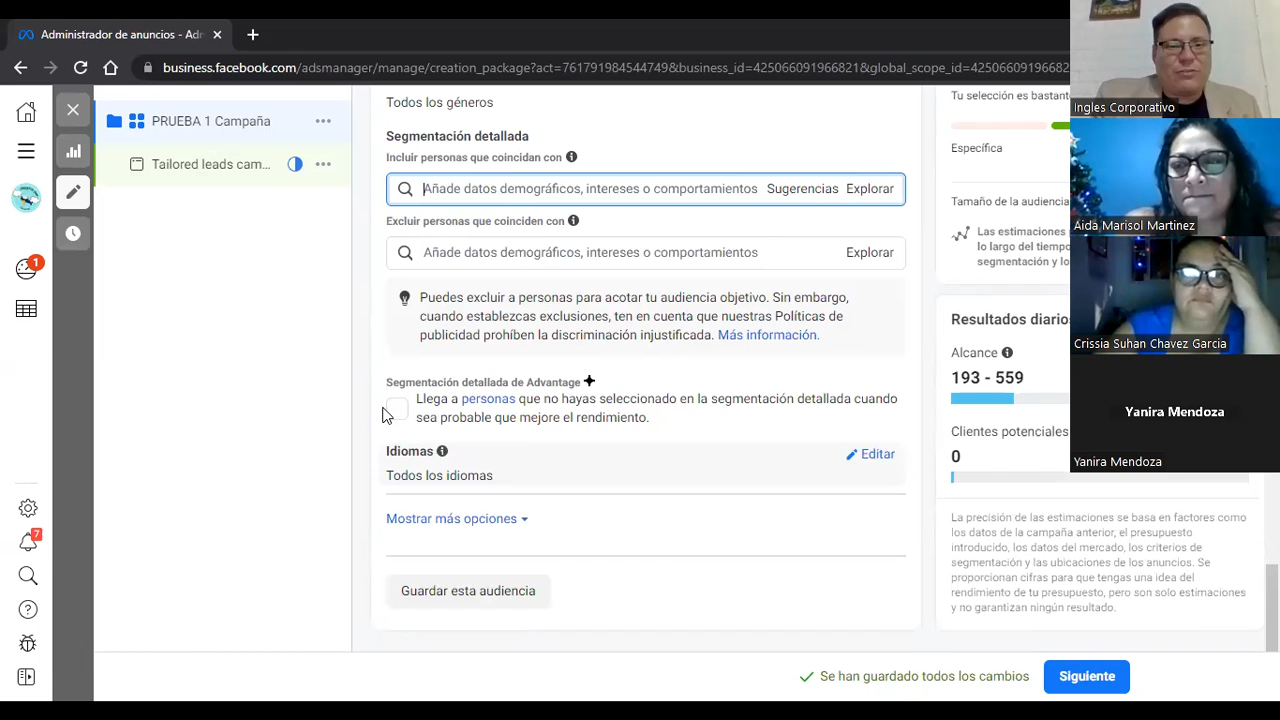 Administrador de anuncios - Adm
business.facebook.com/adsmanager/manage/creation_package?act=761791984544749&business_id=425066091966821&global_scope_id=42506609196682
PRUEBA 1 Campaña
Tailored leads cam...
1
7
Todos los géneros
Segmentación detallada
Incluir personas que coincidan con
Añade datos demográficos, intereses o comportamientos Sugerencias Explorar
Excluir personas que coinciden con
Añade datos demográficos, intereses o comportamientos Explorar
Puedes excluir a personas para acotar tu audiencia objetivo. Sin embargo,
cuando establezcas exclusiones, ten en cuenta que nuestras Políticas de
publicidad prohíben la discriminación injustificada. Más información.
Segmentación detallada de Advantage
Llega a personas que no hayas seleccionado en la segmentación detallada cuando
sea probable que mejore el rendimiento.
Idiomas
Editar
Todos los idiomas
Mostrar más opciones
Guardar esta audiencia
Tu selección es bastante
Específica
Tamaño de la audiencia
Las estimaciones
lo largo del tiempo
segmentación y lo
Resultados diarios
Alcance
193 - 559
Clientes potenciales
0
La precisión de las estimaciones se basa en factores como
los datos de la campaña anterior, el presupuesto
introducido, los datos del mercado, los criterios de
segmentación y las ubicaciones de los anuncios. Se
proporcionan cifras para que tengas una idea del
rendimiento de tu presupuesto, pero son solo estimaciones
y no garantizan ningún resultado.
Se han guardado todos los cambios
Siguiente
Ingles Corporativo
Aida Marisol Martinez
Crissia Suhan Chavez Garcia
Yanira Mendoza
Yanira Mendoza